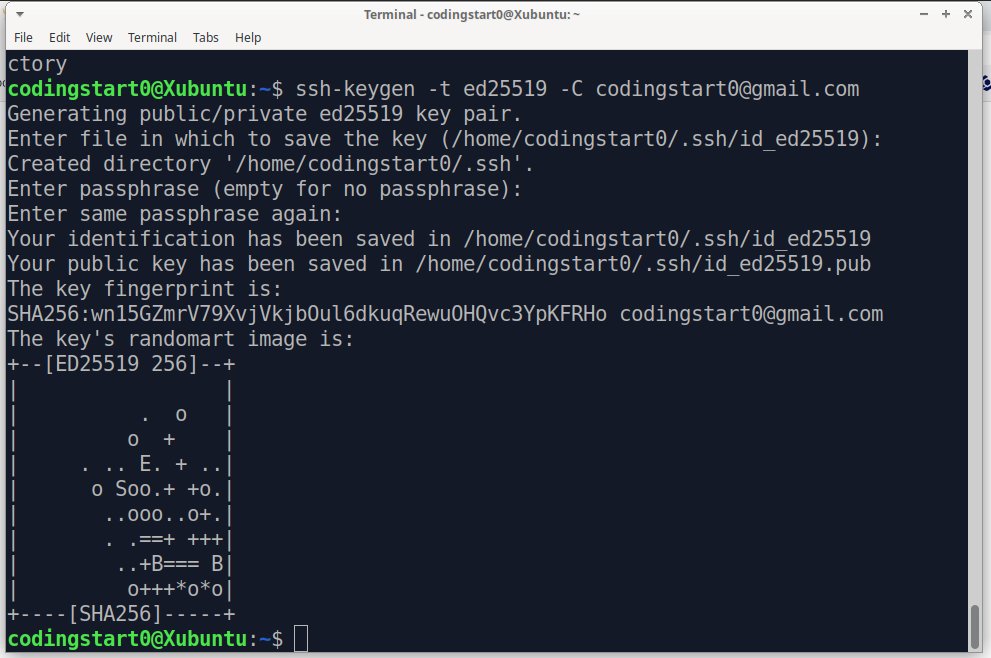 Terminal - codingstart0@Xubuntu: ~
File Edit View Terminal Tabs Help
ctory
codingstart0@Xubuntu:~$ ssh-keygen -t ed25519 -C codingstart0@gmail.com
Generating public/private ed25519 key pair.
Enter file in which to save the key (/home/codingstart0/.ssh/id_ed25519):
Created directory '/home/codingstart0/.ssh'.
Enter passphrase (empty for no passphrase):
Enter same passphrase again:
Your identification has been saved in /home/codingstart0/.ssh/id_ed25519
Your public key has been saved in /home/codingstart0/.ssh/id_ed25519.pub
The key fingerprint is:
SHA256:wn15GZmrV79XvjVkjbOul6dkuqRewuOHQvc3YpKFRHo codingstart0@gmail.com
The key's randomart image is:
+--[ED25519 256]--+
|                 |
|          .  o   |
|         o  +    |
|     . .. E. + ..|
|      o Soo.+ +o.|
|       ..ooo..o+.|
|       . .==+ +++|
|        ..+B=== B|
|         o+++*o*o|
+----[SHA256]-----+
codingstart0@Xubuntu:~$